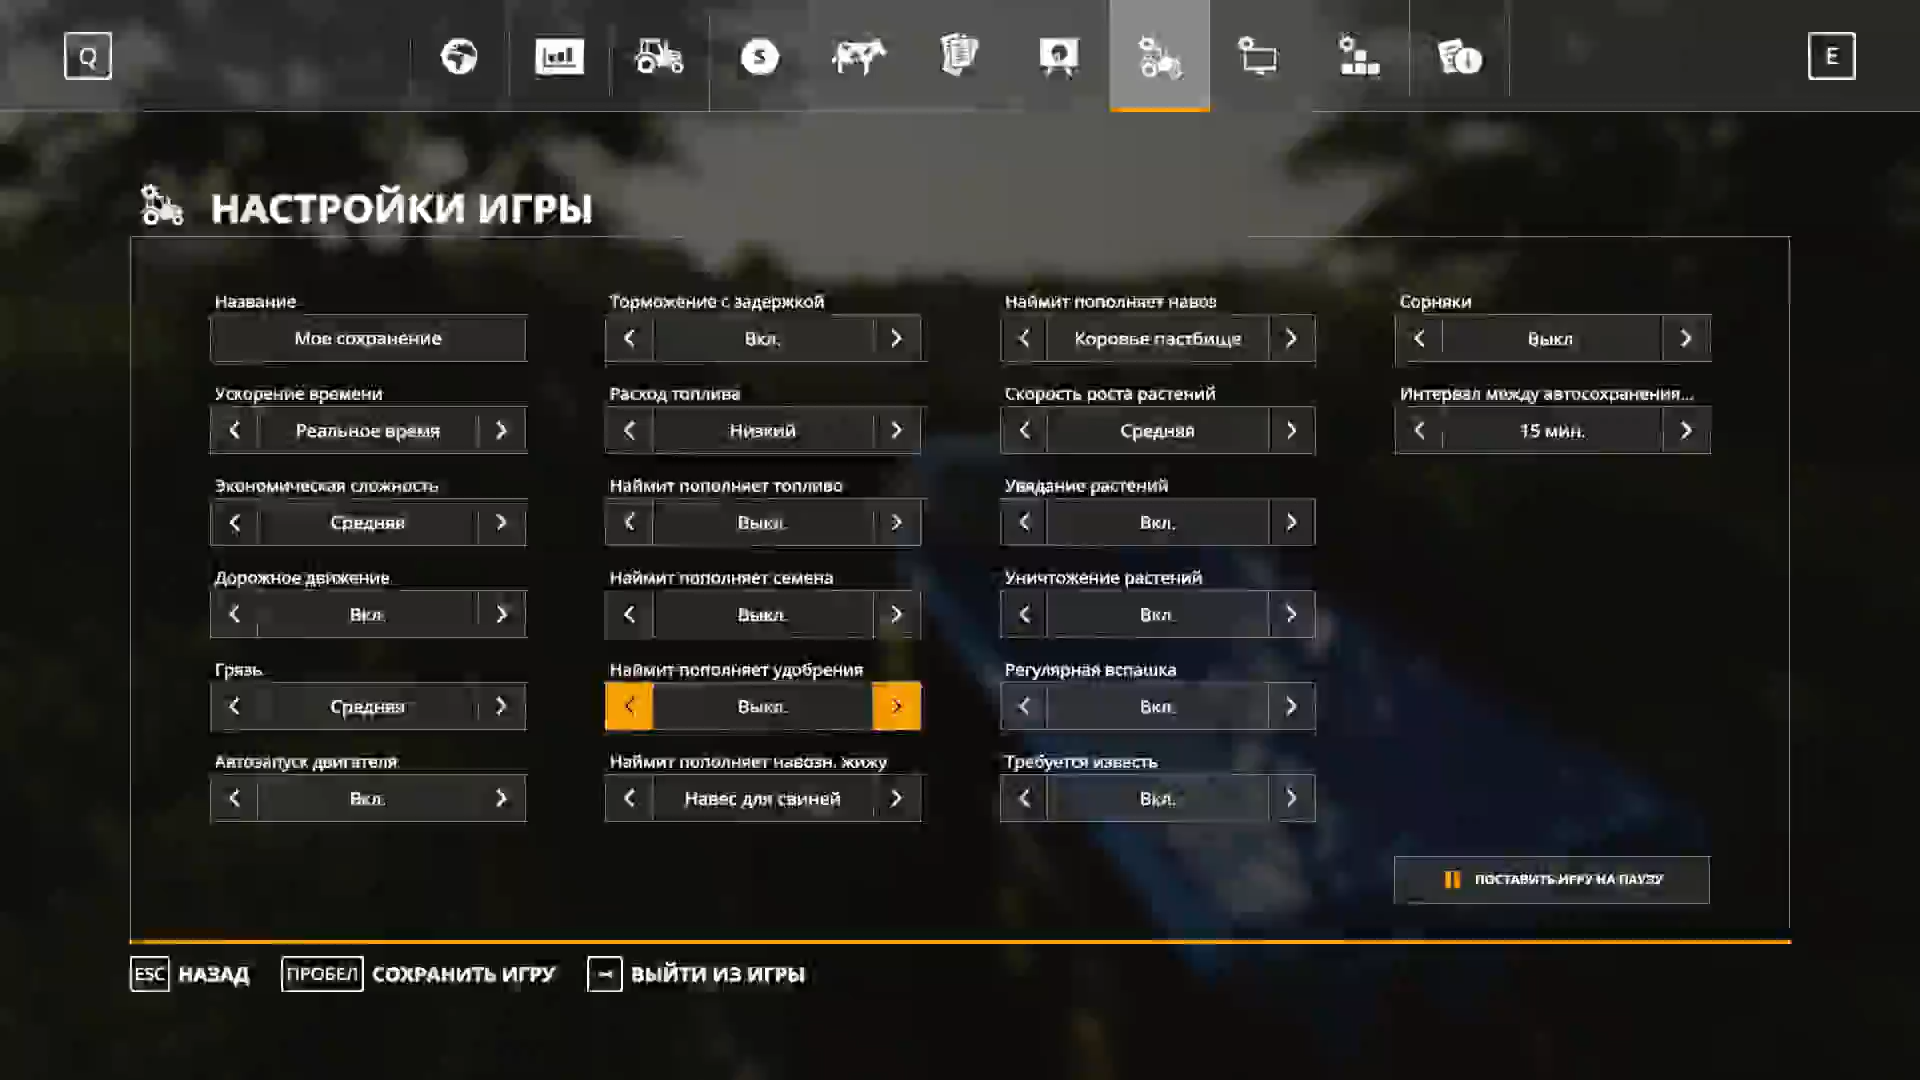 Q
S
E
НАСТРОЙКИ ИГРЫ
Название
Мое сохранение
Ускорение времени
Реальное время
Экономическая сложность
Средняя
Дорожное движение
Вкл.
Грязь
Средняя
Автозапуск двигателя
Вкл.
Торможение с задержкой
Вкл.
Расход топлива
Низкий
Наймит пополняет топливо
Выкл.
Наймит пополняет семена
Выкл.
Наймит пополняет удобрения
Выкл.
Наймит пополняет навозн. жижу
Навес для свиней
Наймит пополняет навоз
Коровье пастбище
Скорость роста растений
Средняя
Увядание растений
Вкл.
Уничтожение растений
Вкл.
Регулярная вспашка
Вкл.
Требуется известь
Вкл.
Сорняки
Выкл
Интервал между автосохранения...
15 мин.
ПОСТАВИТЬ ИГРУ НА ПАУЗУ
ESC НАЗАД ПРОБЕЛ СОХРАНИТЬ ИГРУ ВЫЙТИ ИЗ ИГРЫ